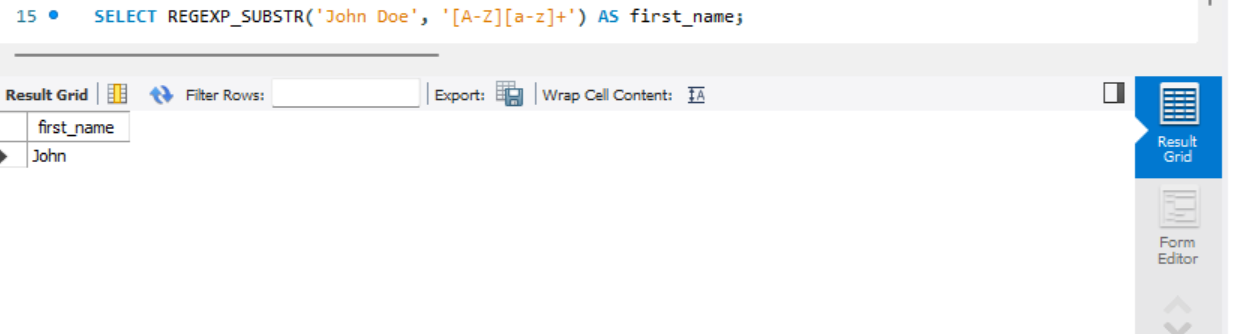 15 SELECT REGEXP_SUBSTR('John Doe', '[A-Z][a-z]+') AS first_name;
Result Grid Filter Rows: Export: Wrap Cell Content: IA
first_name
John
Result
Grid
Form
Editor